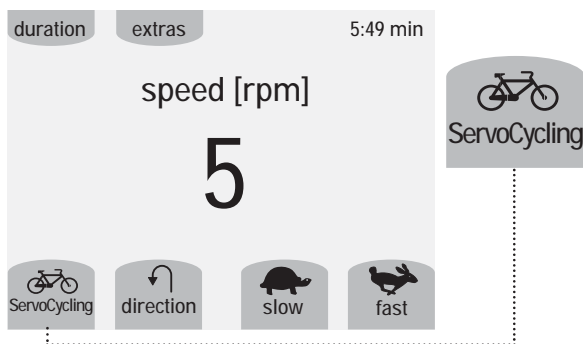 duration extras 5:49 min
speed [rpm]
5
ServoCycling direction slow fast
ServoCycling